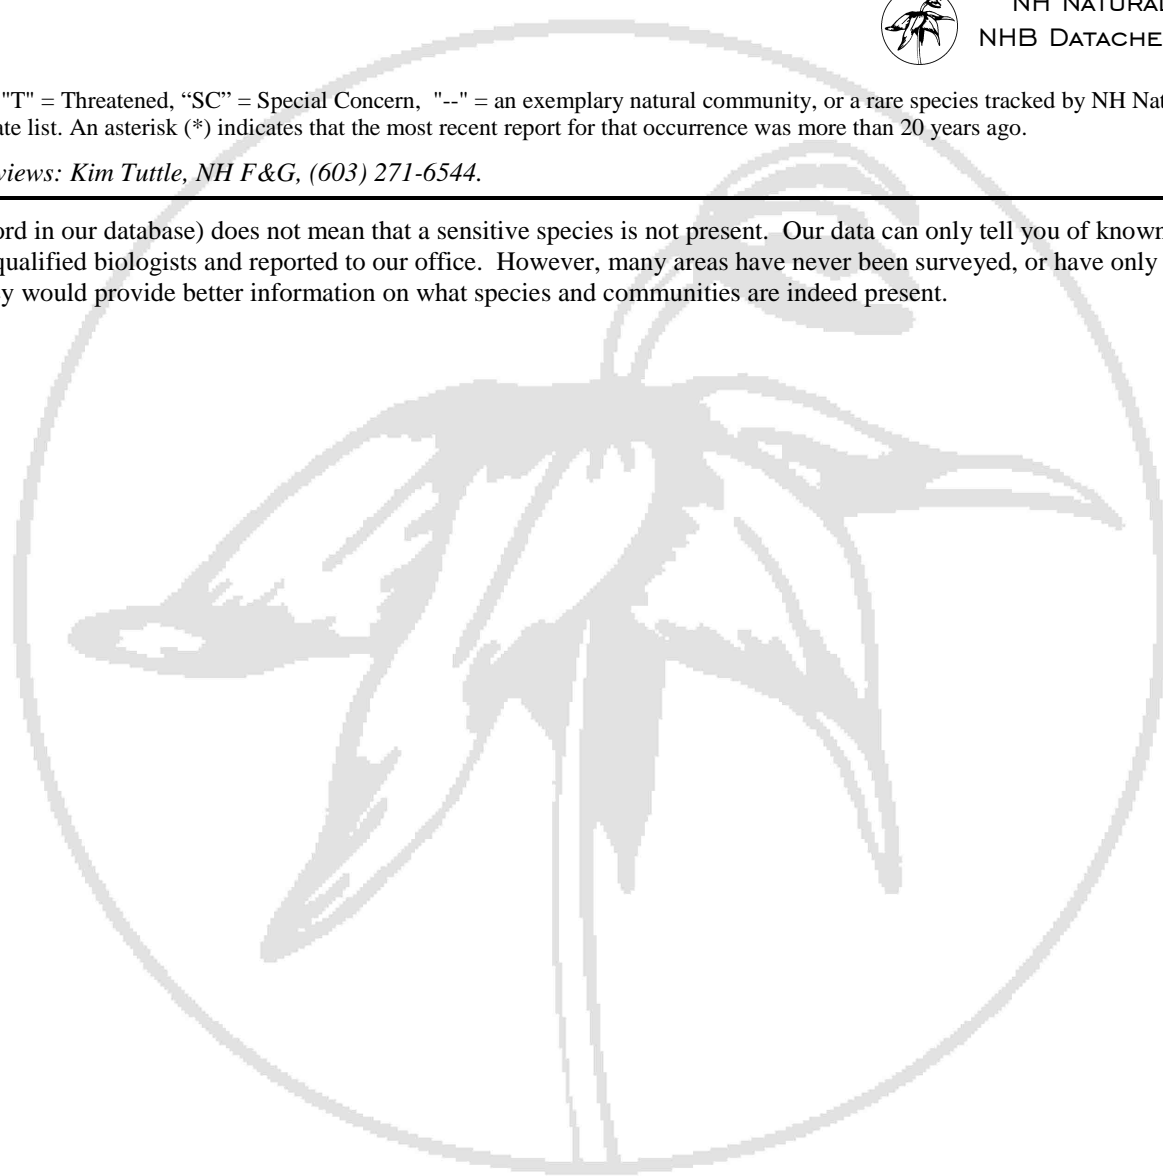 NH NATURAL
NHB DATACHE
"T" = Threatened, “SC” = Special Concern, "--" = an exemplary natural community, or a rare species tracked by NH Nat
ate list. An asterisk (*) indicates that the most recent report for that occurrence was more than 20 years ago.
views: Kim Tuttle, NH F&G, (603) 271-6544.
ord in our database) does not mean that a sensitive species is not present. Our data can only tell you of known
qualified biologists and reported to our office. However, many areas have never been surveyed, or have only
y would provide better information on what species and communities are indeed present.